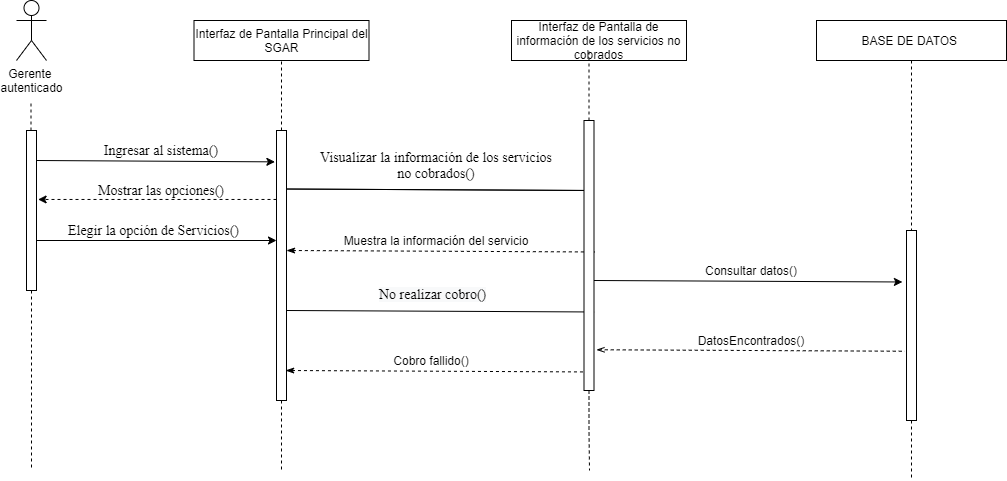 Gerente
autenticado
Interfaz de Pantalla Principal del
SGAR
Interfaz de Pantalla de
información de los servicios no
cobrados
BASE DE DATOS
Ingresar al sistema()
Visualizar la información de los servicios
no cobrados()
Mostrar las opciones()
Elegir la opción de Servicios()
Muestra la información del servicio
Consultar datos()
No realizar cobro()
DatosEncontrados()
Cobro fallido()